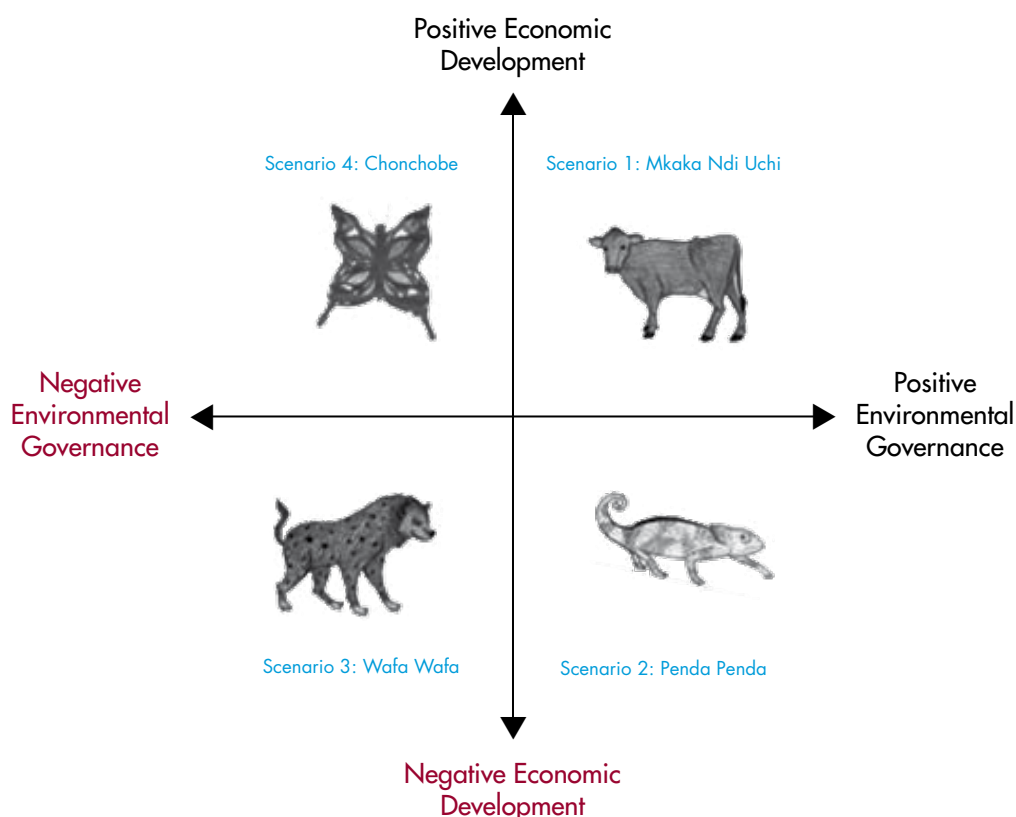 Positive Economic
Development
Scenario 4: Chonchobe
Scenario 1: Mkaka Ndi Uchi
Negative
Environmental
Governance
Positive
Environmental
Governance
Scenario 3: Wafa Wafa
Scenario 2: Penda Penda
Negative Economic
Development